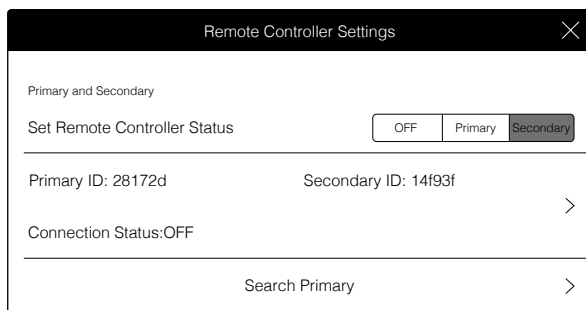 Remote Controller Settings
Primary and Secondary
Set Remote Controller Status OFF Primary Secondary
Primary ID: 28172d Secondary ID: 14f93f
Connection Status:OFF
Search Primary